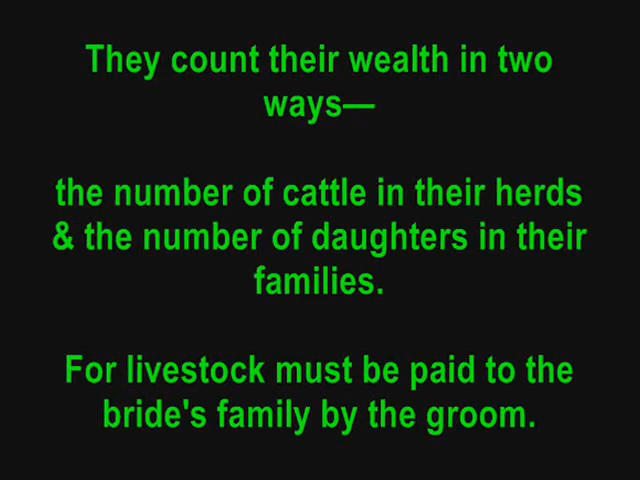 They count their wealth in two
ways—
the number of cattle in their herds
& the number of daughters in their
families.
For livestock must be paid to the
bride's family by the groom.